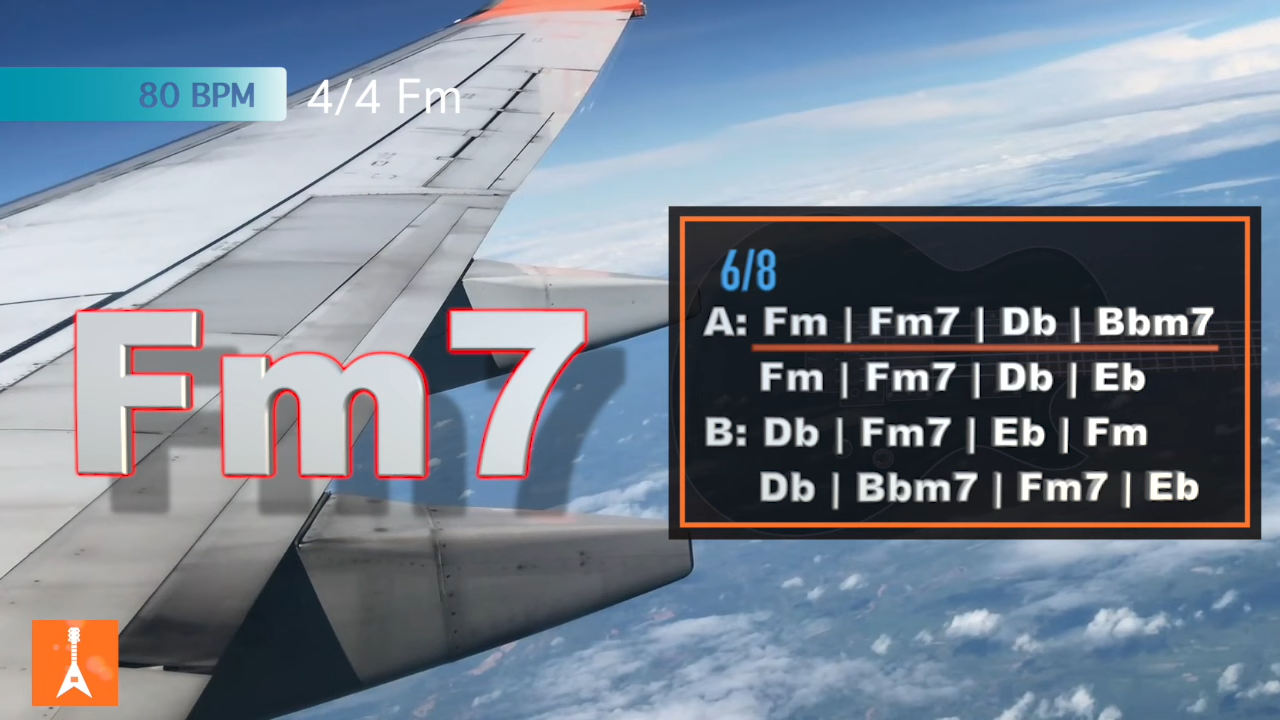 80 BPM 4/4 Fm
Fm7
6/8
A: Fm | Fm7 | Db | Bbm7
Fm | Fm7 | Db | Eb
B: Db | Fm7 | Eb | Fm
Db | Bbm7 | Fm7 | Eb